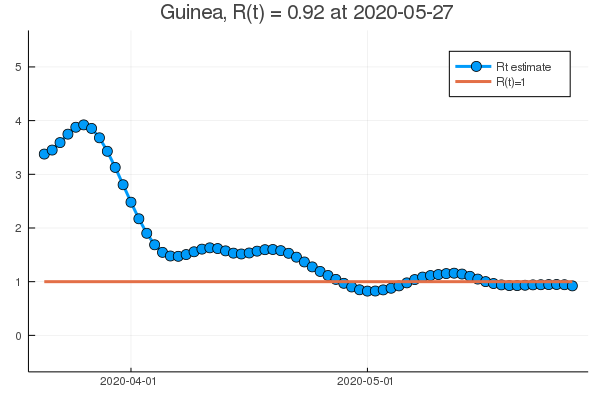 Guinea, R(t) = 0.92 at 2020-05-27
Rt estimate
R(t)=1
5
4
3
2
1
0
2020-04-01
2020-05-01